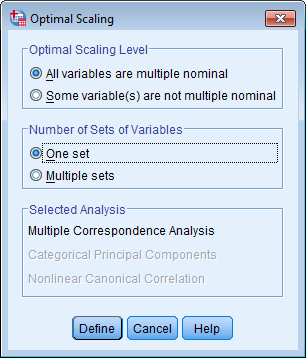 Optimal Scaling
Optimal Scaling Level
All variables are multiple nominal
Some variable(s) are not multiple nominal
Number of Sets of Variables
One set
Multiple sets
Selected Analysis
Multiple Correspondence Analysis
Categorical Principal Components
Nonlinear Canonical Correlation
Define Cancel Help